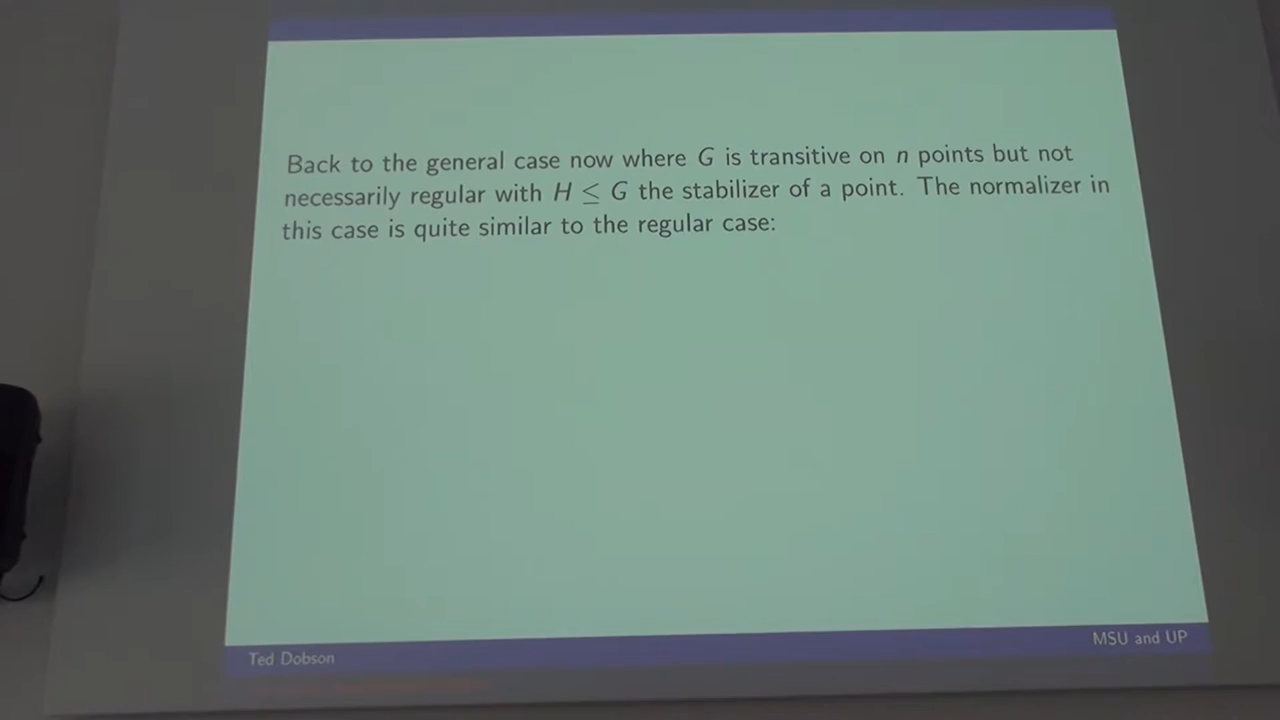 Back to the general case now where G is transitive on n points but not
necessarily regular with H ≤ G the stabilizer of a point. The normalizer in
this case is quite similar to the regular case:
Ted Dobson
MSU and UP